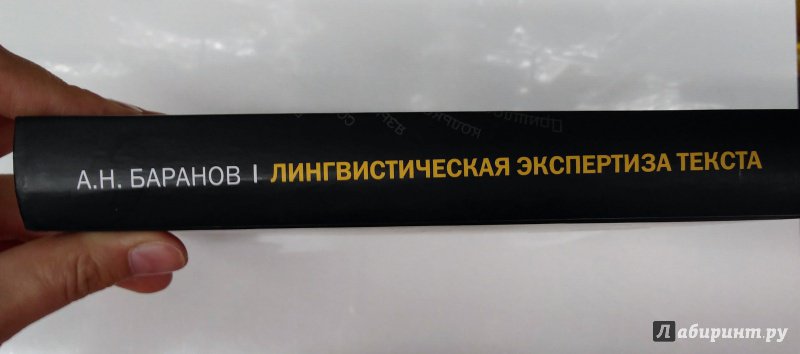 А.Н. БАРАНОВ | ЛИНГВИСТИЧЕСКАЯ ЭКСПЕРТИЗА ТЕКСТА
Лабиринт.ру